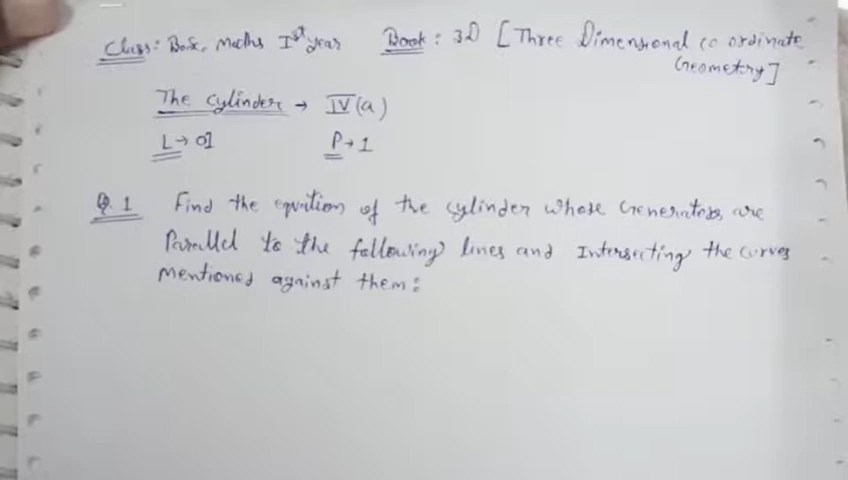 Class: B.Sc. Maths Ist year Book: 3D [Three Dimensional co ordinate
Geometry]
The cylinder → IV(a)
L → 01 P → 1
Q.1 Find the equation of the cylinder whose Generators are
Parallel to the following lines and Intersecting the curves
mentioned against them: